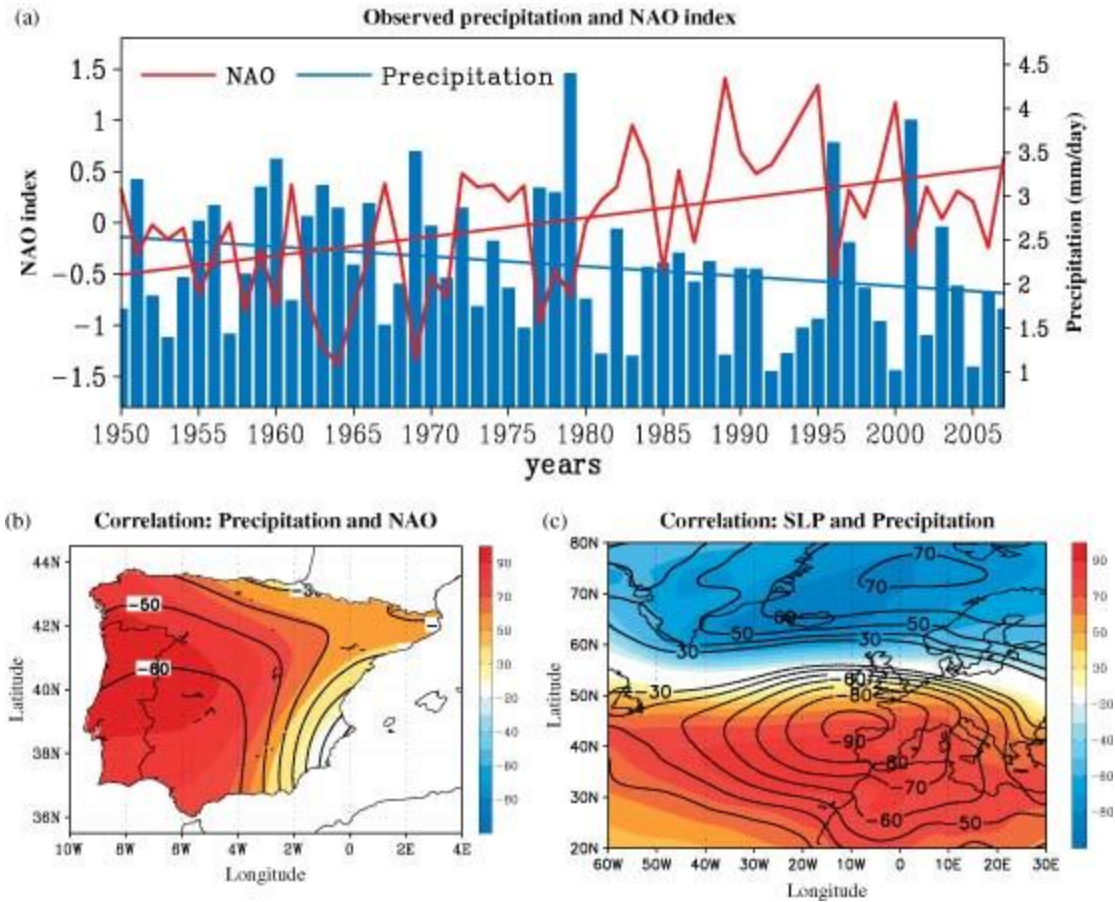 (a) Observed precipitation and NAO index
NAO Precipitation
NAO index
1.5
1
0.5
0
−0.5
−1
−1.5
4.5
4
3.5
3
2.5
2
1.5
1
Precipitation (mm/day)
1950 1955 1960 1965 1970 1975 1980 1985 1990 1995 2000 2005
years
(b) Correlation: Precipitation and NAO
Latitude
44N
42N
40N
38N
36N
−50
−60
−3
10W 8W 6W 4W 2W 0 2E 4E
Longitude
90
70
50
30
−20
−40
−60
−80
(c) Correlation: SLP and Precipitation
Latitude
80N
70N
60N
50N
40N
30N
20N
70
60
50 50
30 30
−30
−60
−80
−90
−80
−70
−60 −50
60W 50W 40W 30W 20W 10W 0 10E 20E 30E
Longitude
90
70
50
30
−20
−40
−60
−80